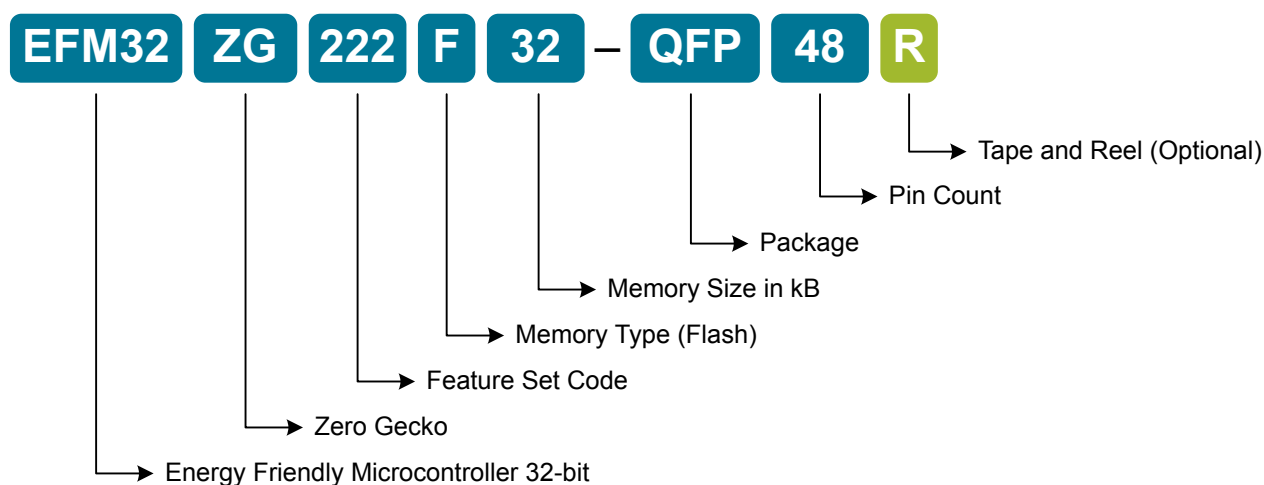 EFM32 ZG 222 F 32 – QFP 48 R
Tape and Reel (Optional)
Pin Count
Package
Memory Size in kB
Memory Type (Flash)
Feature Set Code
Zero Gecko
Energy Friendly Microcontroller 32-bit